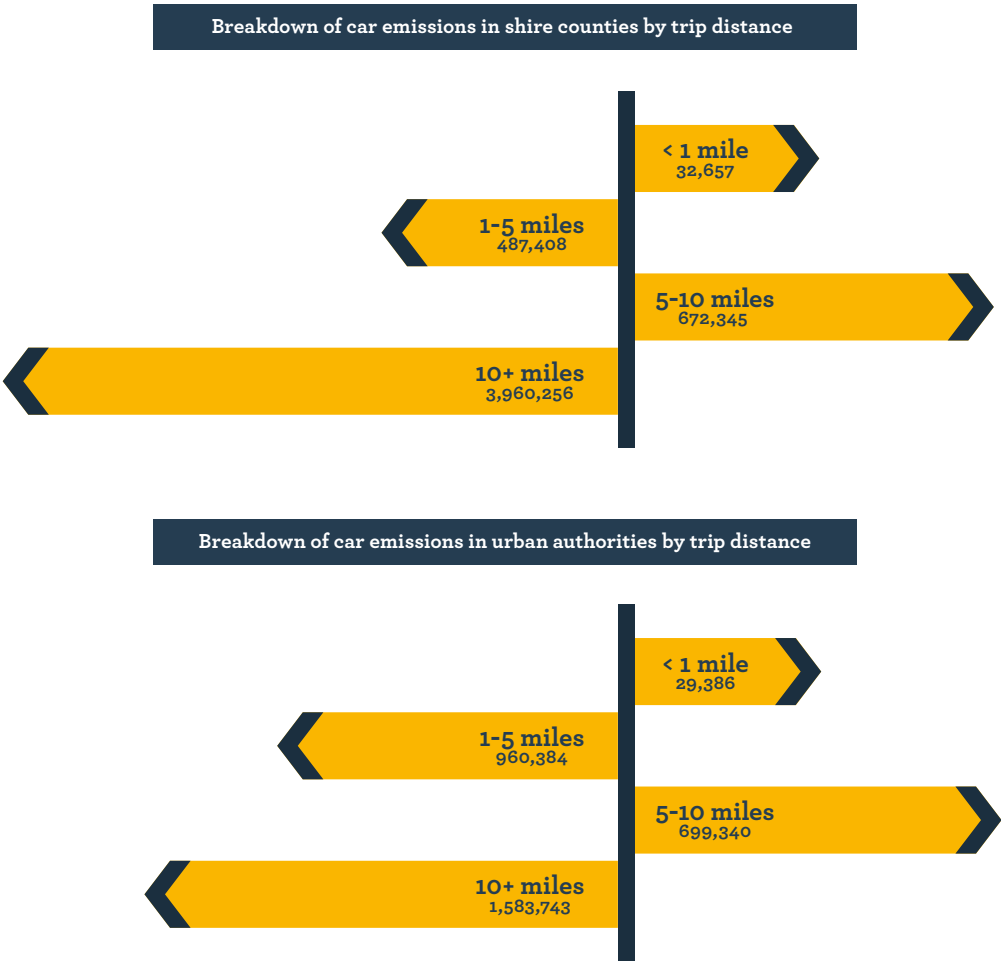 Breakdown of car emissions in shire counties by trip distance
< 1 mile
32,657
1-5 miles
487,408
5-10 miles
672,345
10+ miles
3,960,256
Breakdown of car emissions in urban authorities by trip distance
< 1 mile
29,386
1-5 miles
960,384
5-10 miles
699,340
10+ miles
1,583,743